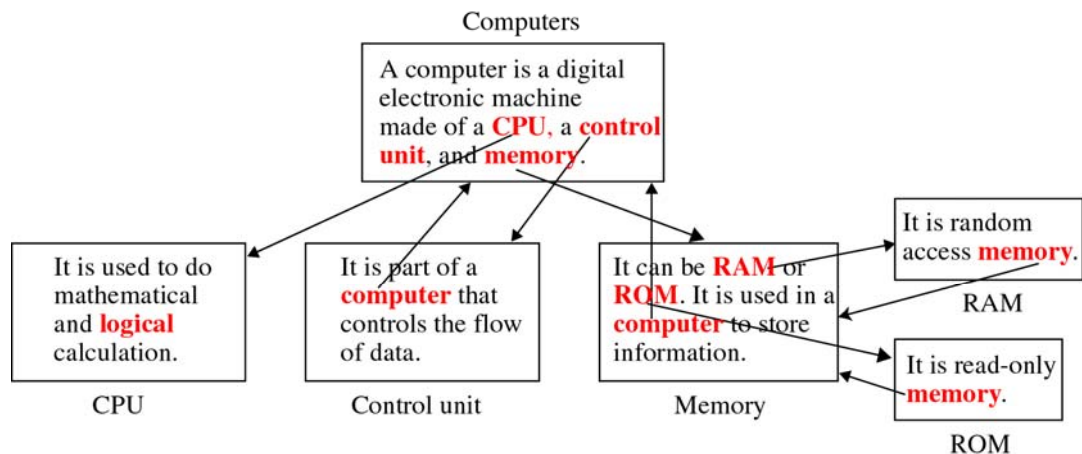 Computers
A computer is a digital
electronic machine
made of a CPU, a control
unit, and memory.
It is used to do
mathematical
and logical
calculation.
CPU
It is part of a
computer that
controls the flow
of data.
Control unit
It can be RAM or
ROM. It is used in a
computer to store
information.
Memory
It is random
access memory.
RAM
It is read-only
memory.
ROM